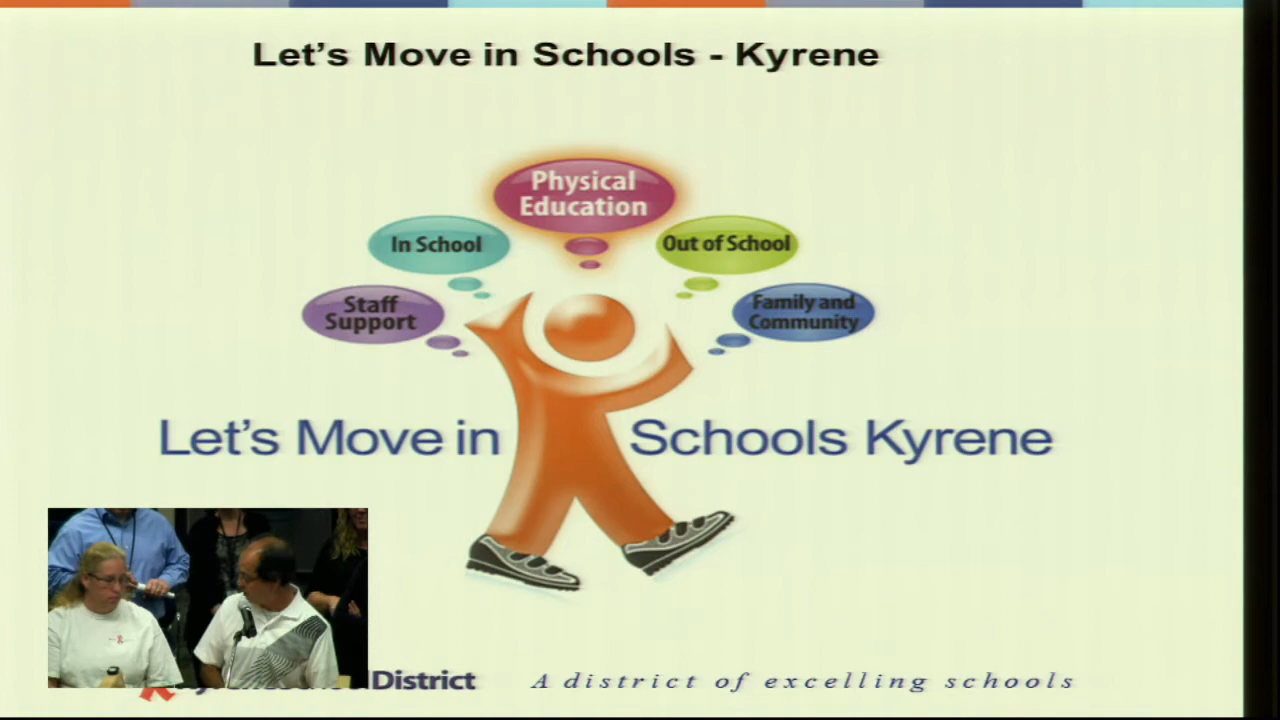 Let's Move in Schools - Kyrene
Physical
Education
In School
Out of School
Staff
Support
Family and
Community
Let's Move in Schools Kyrene
District
A district of excelling schools